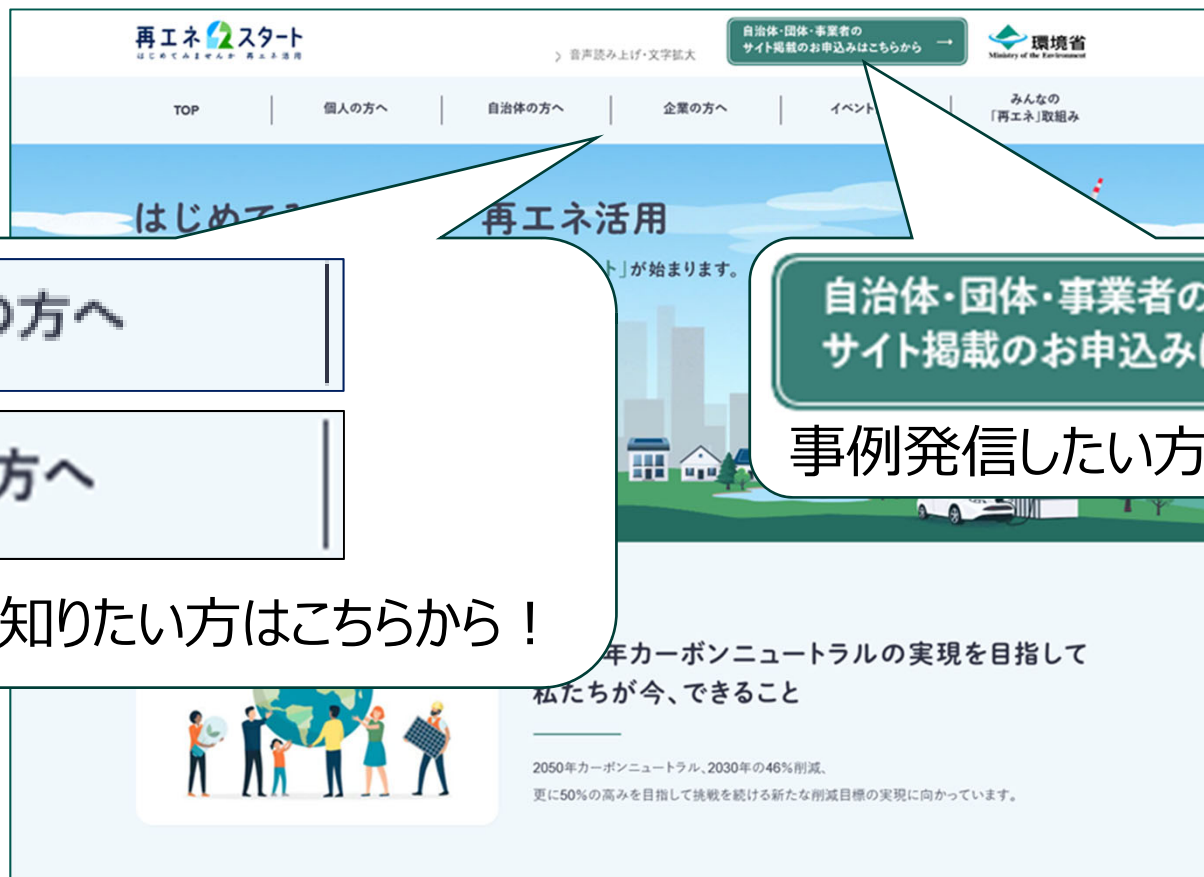 再エネスタート
はじめてみませんか 再エネ活用
音声読み上げ・文字拡大
自治体・団体・事業者の
サイト掲載のお申込みはこちらから →
環境省
Ministry of the Environment
TOP
個人の方へ
自治体の方へ
企業の方へ
イベント
みんなの
「再エネ」取組み
はじめて
再エネ活用
」が始まります。
の方へ
方へ
知りたい方はこちらから！
自治体・団体・事業者の
サイト掲載のお申込みは
事例発信したい方
年カーボンニュートラルの実現を目指して
私たちが今、できること
2050年カーボンニュートラル、2030年の46%削減、
更に50%の高みを目指して挑戦を続ける新たな削減目標の実現に向かっています。